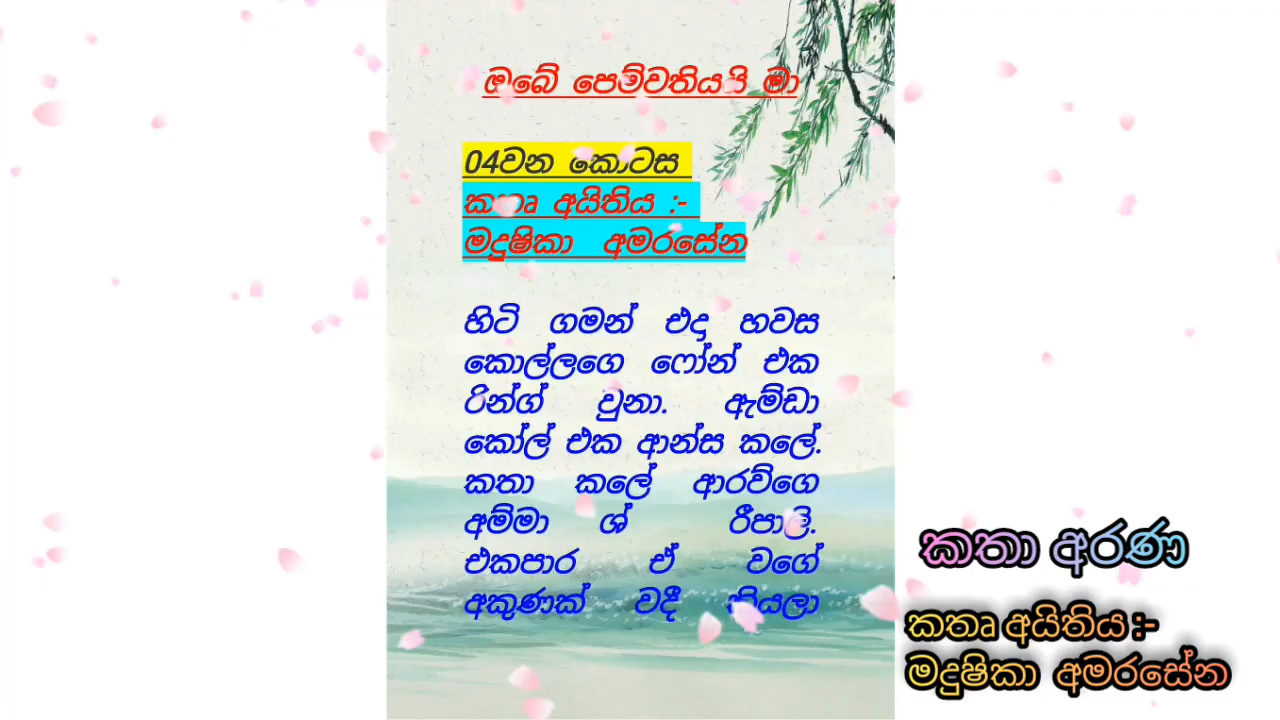 ඔබේ පෙම්වතියයි මා
04වන කොටස
කතෘ අයිතිය :-
මදුෂිකා අමරසේන
හිටි ගමන් එදා හවස
කොල්ලගෙ ෆෝන් එක
රින්ග් වුනා. ඇම්ඩා
කෝල් එක ආන්ස කලේ.
කතා කලේ ආරව්ගෙ
අම්මා ශ් රීපාලි.
එකපාර ඒ වගේ
අකුණක් වදී කියලා
කතා අරණ
කතෘ අයිතිය :-
මදුෂිකා අමරසේන